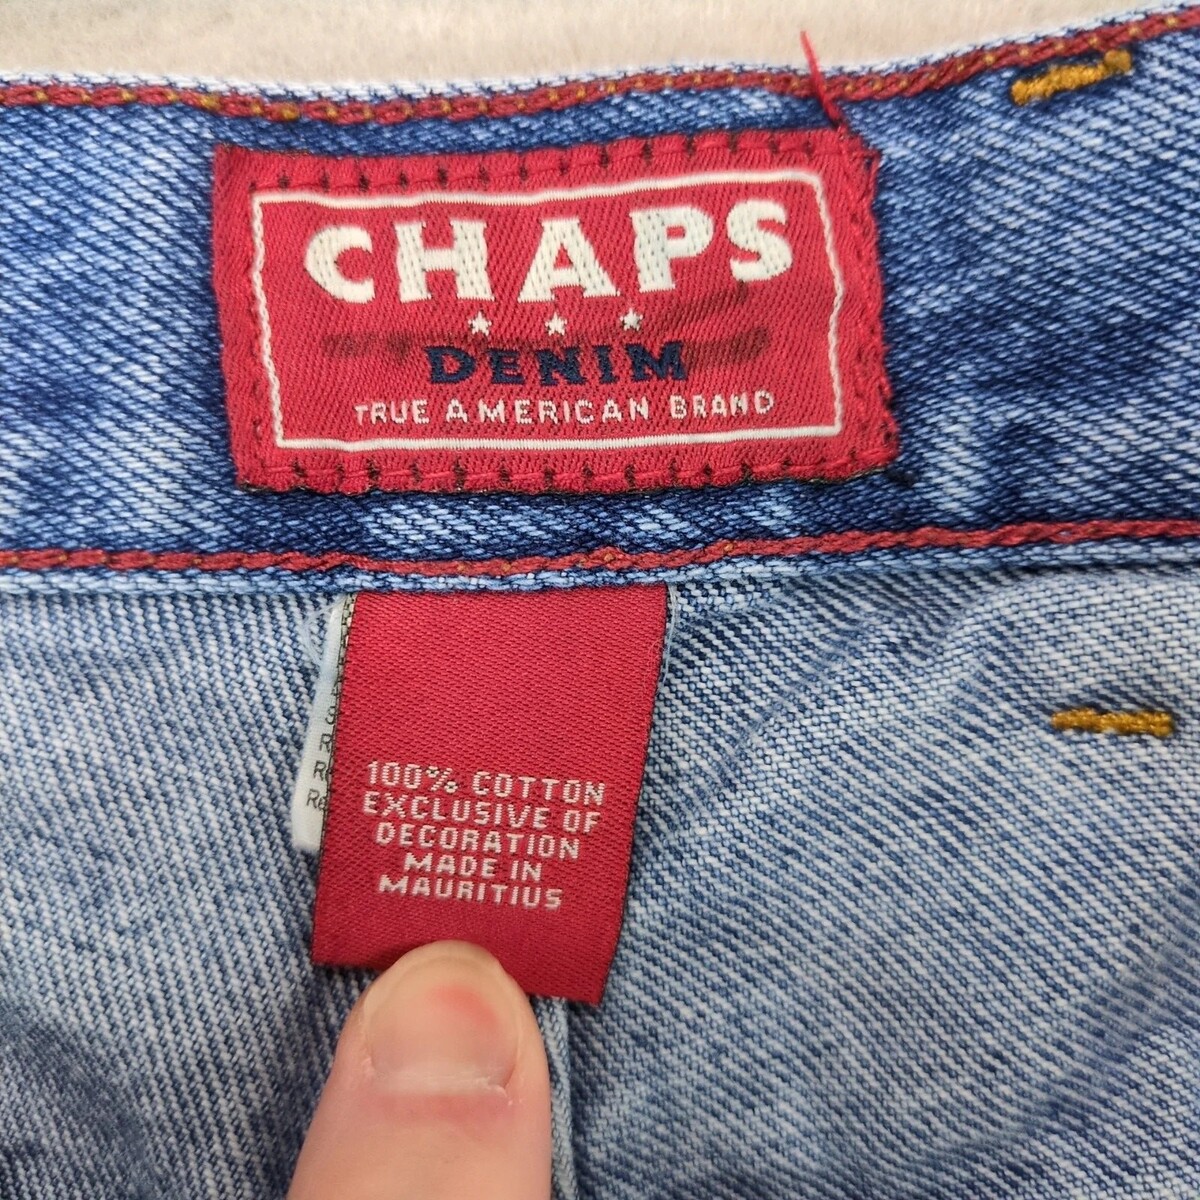 CHAPS
DENIM
TRUE AMERICAN BRAND
100% COTTON
EXCLUSIVE OF
DECORATION
MADE IN
MAURITIUS